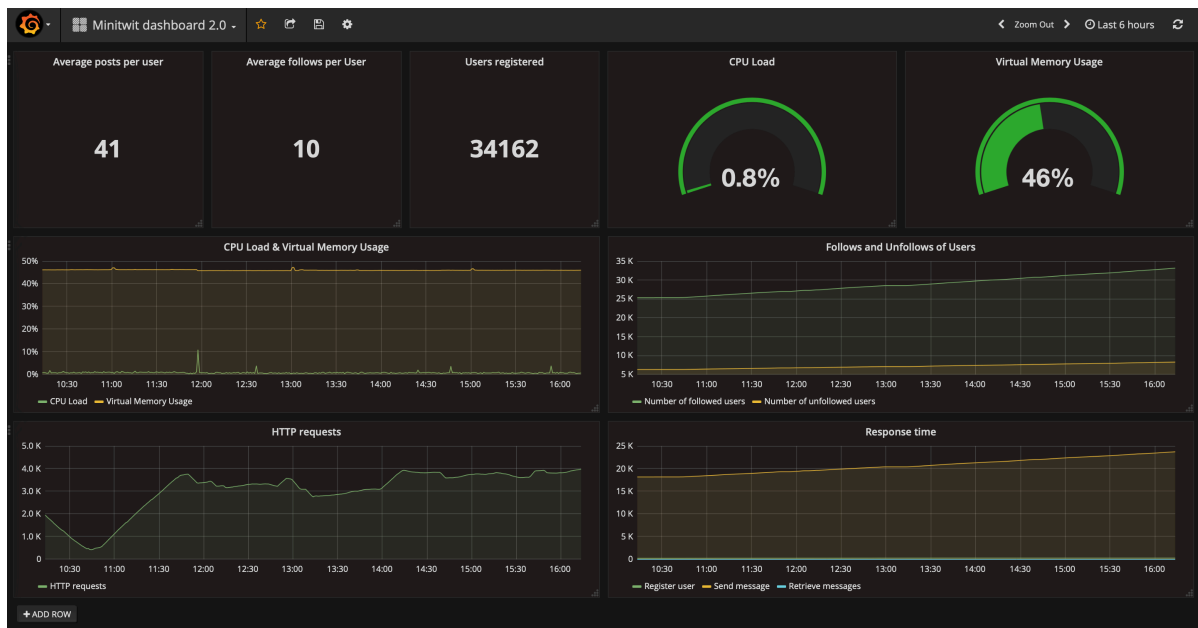 Minitwit dashboard 2.0
Zoom Out
Last 6 hours
Average posts per user
41
Average follows per User
10
Users registered
34162
CPU Load
0.8%
Virtual Memory Usage
46%
CPU Load & Virtual Memory Usage
50%
40%
30%
20%
10%
0%
10:30 11:00 11:30 12:00 12:30 13:00 13:30 14:00 14:30 15:00 15:30 16:00
CPU Load Virtual Memory Usage
Follows and Unfollows of Users
35 K
30 K
25 K
20 K
15 K
10 K
5 K
10:30 11:00 11:30 12:00 12:30 13:00 13:30 14:00 14:30 15:00 15:30 16:00
Number of followed users Number of unfollowed users
HTTP requests
5.0 K
4.0 K
3.0 K
2.0 K
1.0 K
0
10:30 11:00 11:30 12:00 12:30 13:00 13:30 14:00 14:30 15:00 15:30 16:00
HTTP requests
Response time
25 K
20 K
15 K
10 K
5 K
0
10:30 11:00 11:30 12:00 12:30 13:00 13:30 14:00 14:30 15:00 15:30 16:00
Register user Send message Retrieve messages
+ ADD ROW